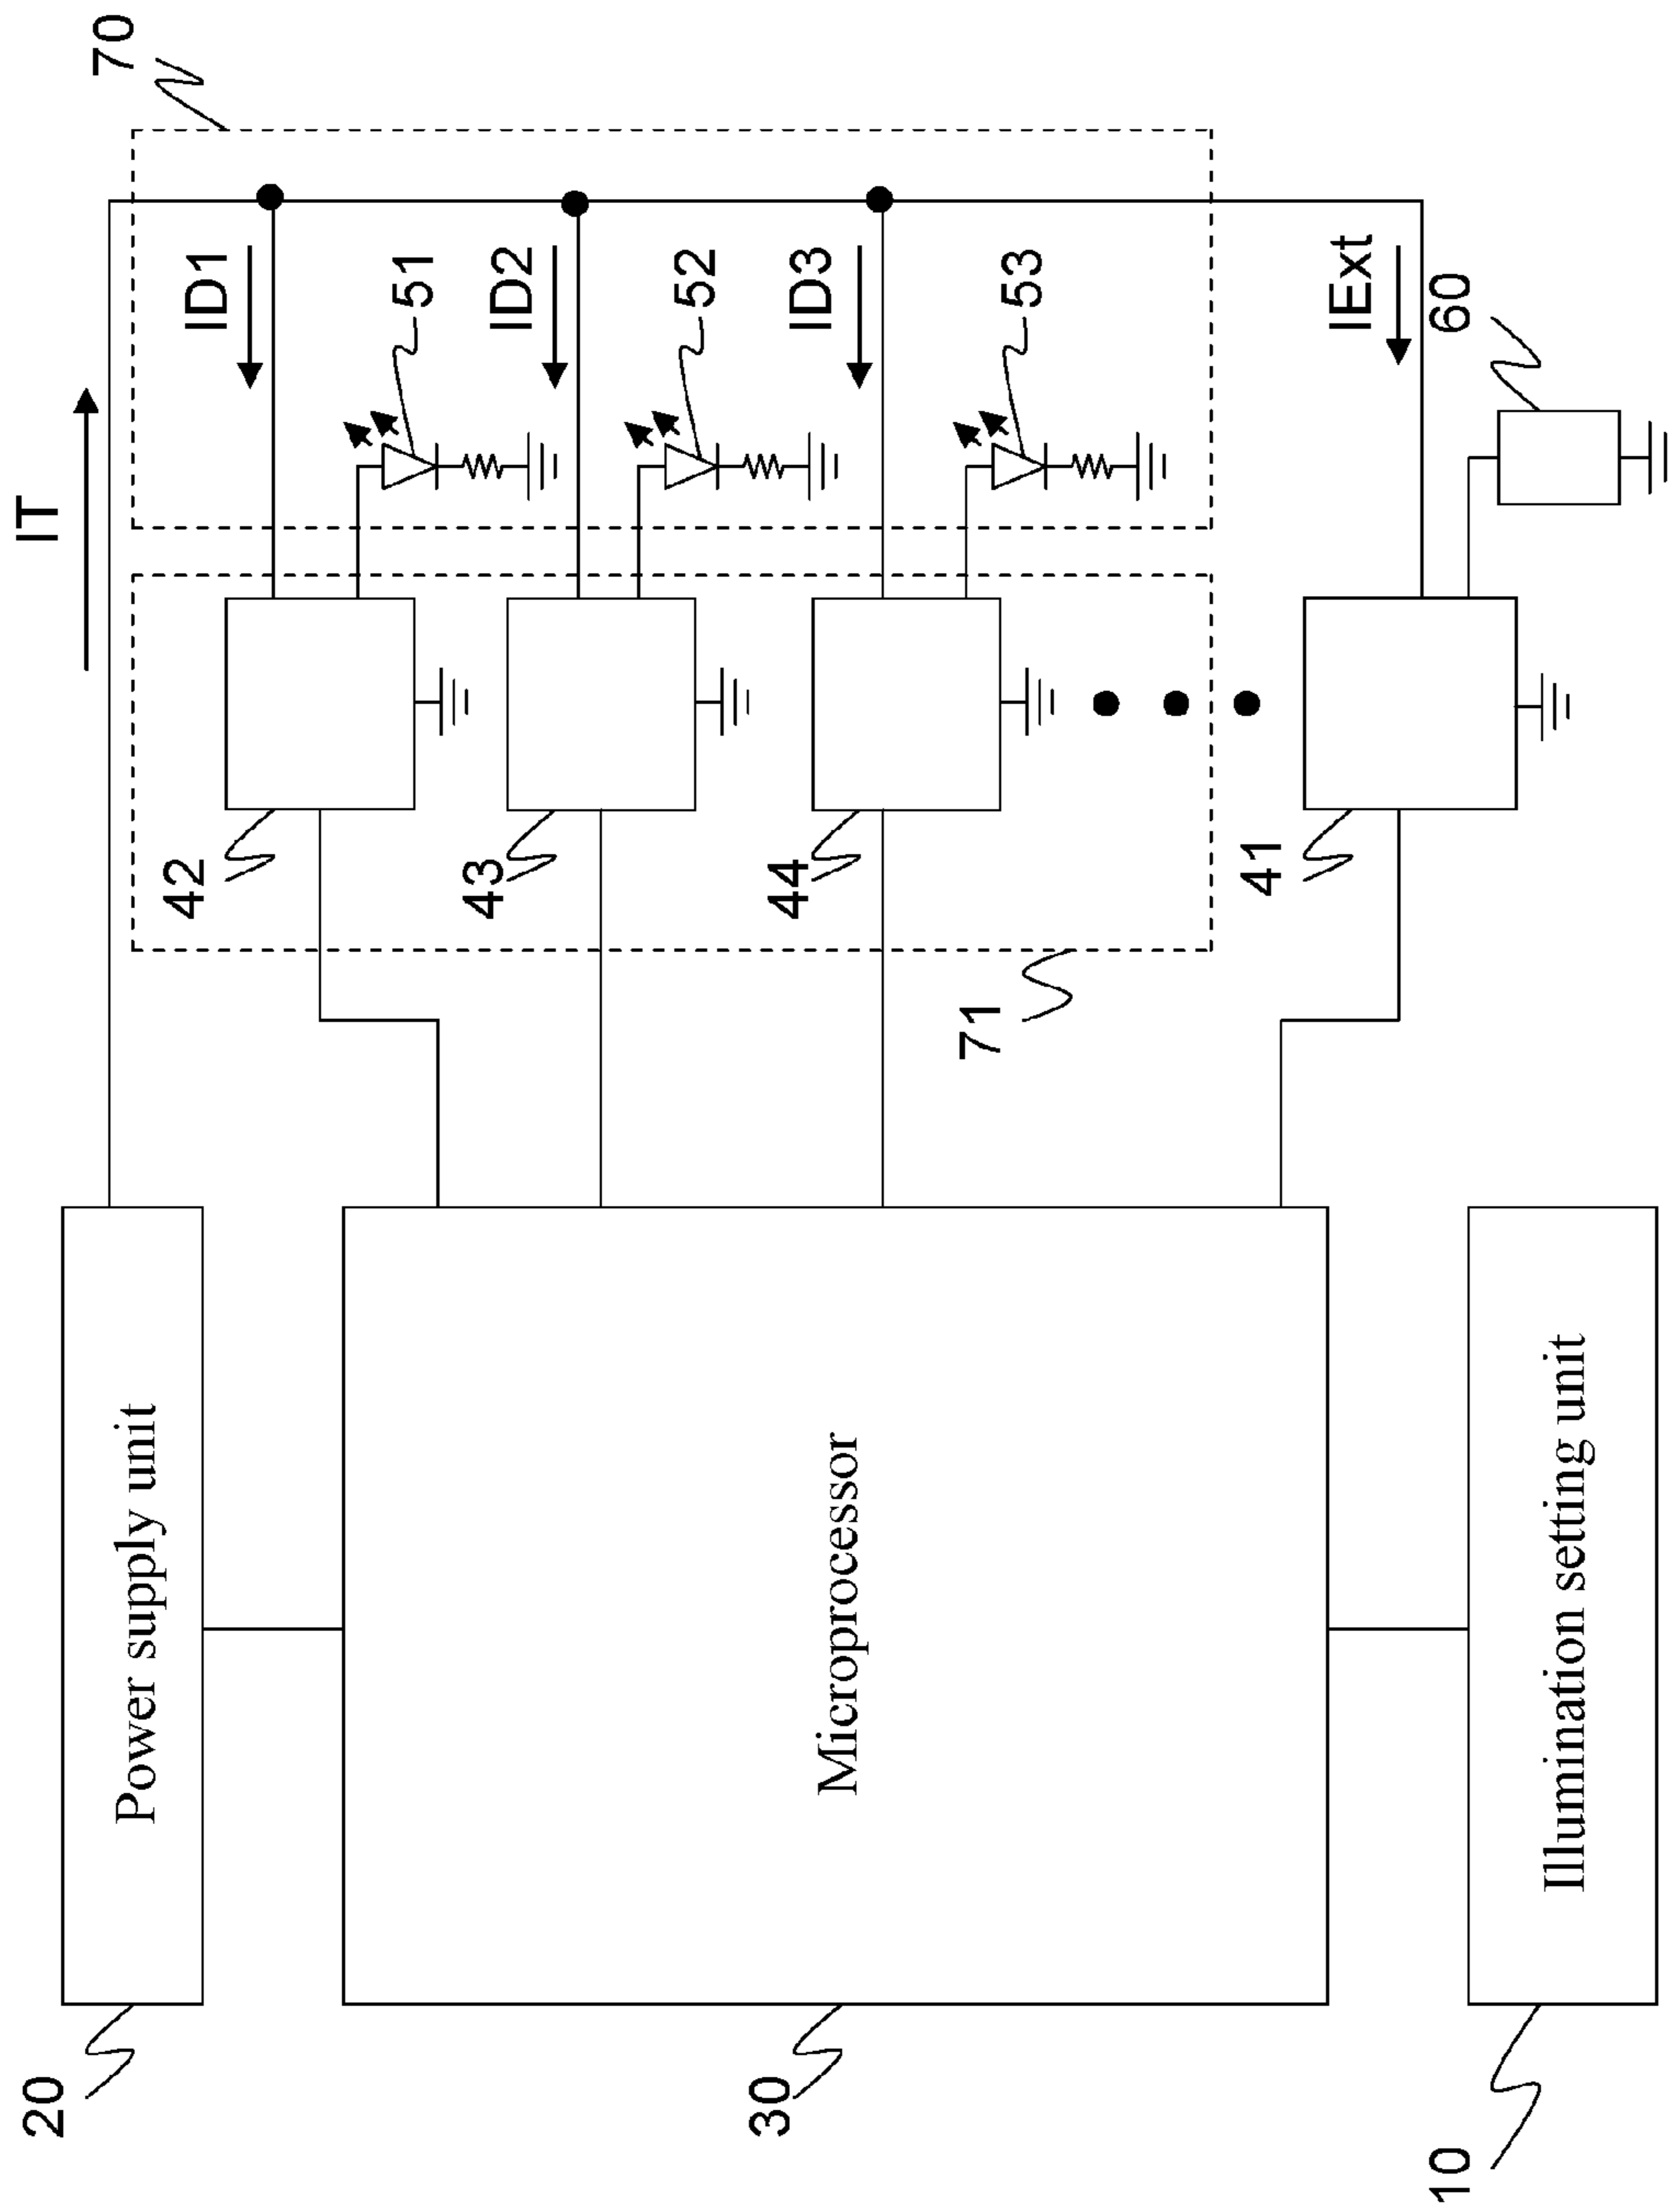 70
IT
ID1
51
ID2
52
ID3
53
IExt
60
42
43
44
41
71
Power supply unit
Microprocessor
Illumination setting unit
20
30
10